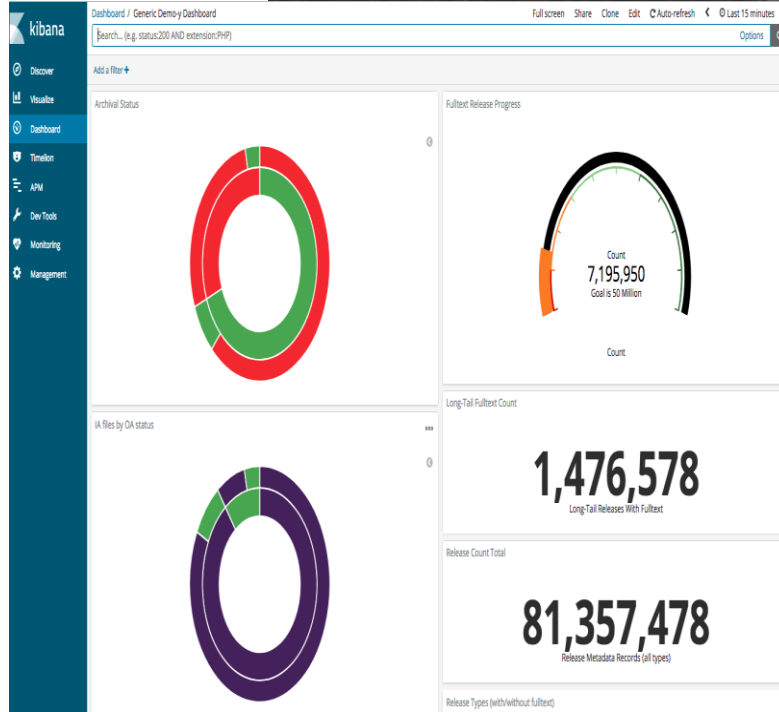 kibana
Discover
Visualize
Dashboard
Timelion
APM
Dev Tools
Monitoring
Management
Dashboard / Generic Demo-y Dashboard
Full screen Share Clone Edit Auto-refresh Last 15 minutes
Search... (e.g. status:200 AND extension:PHP)
Options
Add a filter +
Archival Status
IA files by OA status
Fulltext Release Progress
Count
7,195,950
Goal is 50 Million
Count
Long-Tail Fulltext Count
1,476,578
Long-Tail Releases With Fulltext
Release Count Total
81,357,478
Release Metadata Records (all types)
Release Types (with/without fulltext)